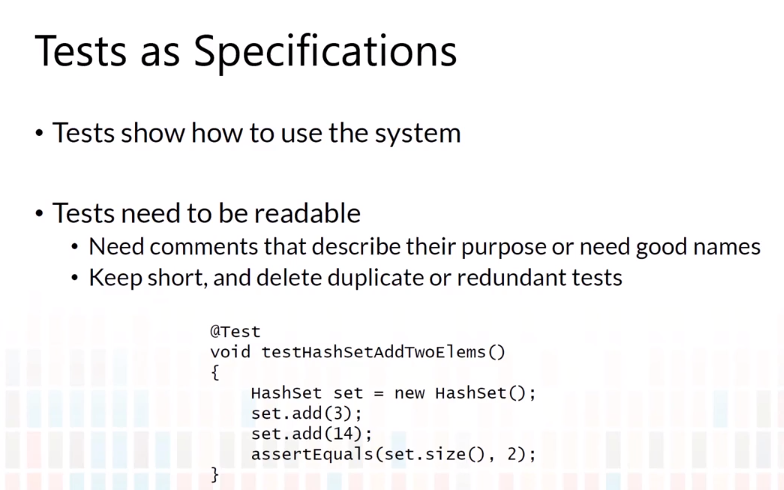 Tests as Specifications
• Tests show how to use the system
• Tests need to be readable
• Need comments that describe their purpose or need good names
• Keep short, and delete duplicate or redundant tests
@Test
void testHashSetAddTwoElems()
{
    HashSet set = new HashSet();
    set.add(3);
    set.add(14);
    assertEquals(set.size(), 2);
}